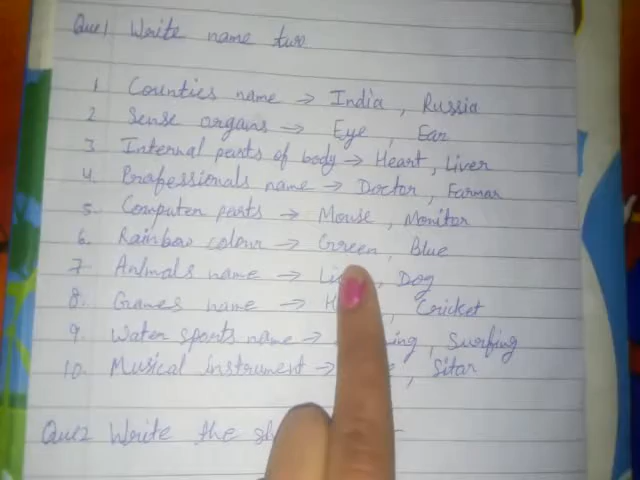 Que1 Write name two
1 Counties name → India, Russia
2 Sense organs → Eye, Ear
3 Internal parts of body → Heart, Liver
4. Professionals name → Doctor, Farmar
5. Computer parts → Mouse, Monitor
6. Rainbow colour → Green, Blue
7 Animals name → , Dog
8. Games name → , Cricket
9. Water sports name → , Surfing
10. Musical instrument → , Sitar
Que2 Write the